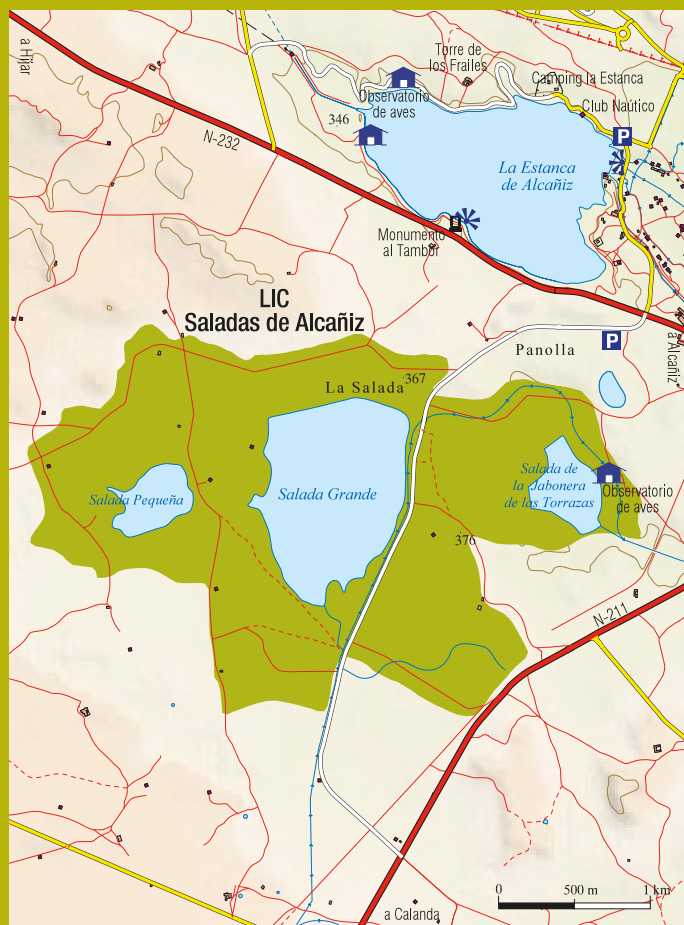 a Hijar
Torre de
los Frailes
Camping la Estanca
Observatorio
de aves
Club Naútico
346
P
N-232
La Estanca
de Alcañiz
Monumento
al Tambor
LIC
Saladas de Alcañiz
Panolla
P
a Alcañiz
La Salada
367
Salada Pequeña
Salada Grande
Salada de
la Jabonera
de las Torrazas
Observatorio
de aves
376
N-211
0 500 m 1 km
a Calanda